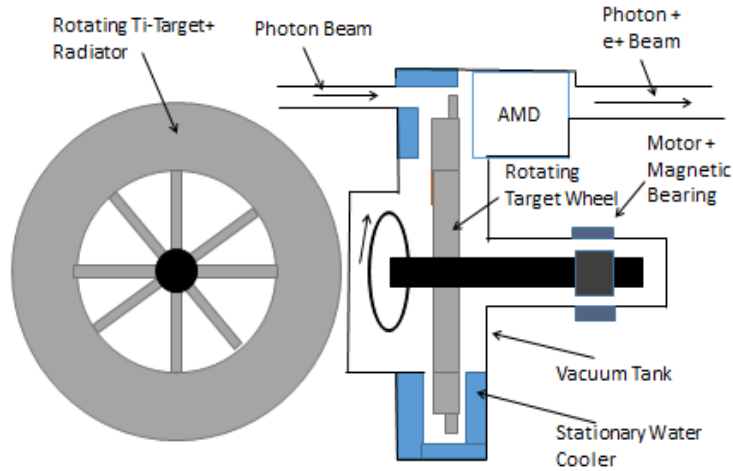 Rotating Ti-Target+
Radiator
Photon Beam
Photon +
e+ Beam
AMD
Motor +
Magnetic
Bearing
Rotating
Target Wheel
Vacuum Tank
Stationary Water
Cooler